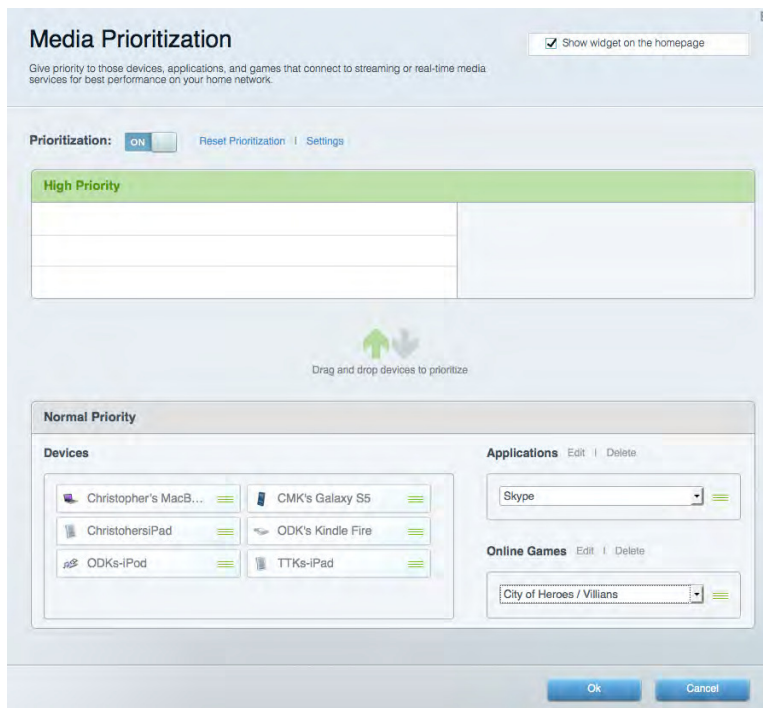 Media Prioritization
Show widget on the homepage
Give priority to those devices, applications, and games that connect to streaming or real-time media
services for best performance on your home network.
Prioritization: ON Reset Prioritization | Settings
High Priority
Drag and drop devices to prioritize
Normal Priority
Devices
Christopher's MacB... CMK's Galaxy S5
ChristohersiPad ODK's Kindle Fire
ODKs-iPod TTKs-iPad
Applications Edit | Delete
Skype
Online Games Edit | Delete
City of Heroes / Villians
Ok Cancel